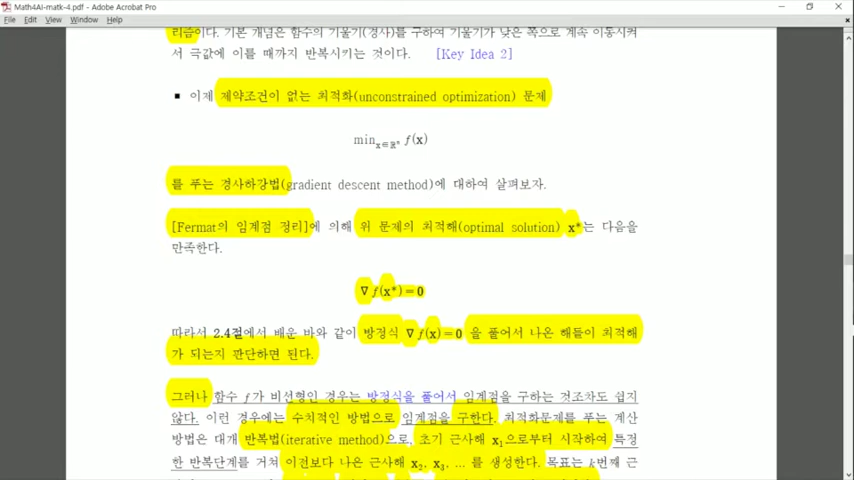 Math4AI-matk-4.pdf - Adobe Acrobat Pro
File Edit View Window Help
리즘이다. 기본 개념은 함수의 기울기(경사)를 구하여 기울기가 낮은 쪽으로 계속 이동시켜
서 극값에 이를 때까지 반복시키는 것이다. [Key Idea 2]
■ 이제 제약조건이 없는 최적화(unconstrained optimization) 문제
min x∈ℝⁿ f(x)
를 푸는 경사하강법(gradient descent method)에 대하여 살펴보자.
[Fermat의 임계점 정리]에 의해 위 문제의 최적해(optimal solution) x*는 다음을
만족한다.
∇f(x*)=0
따라서 2.4절에서 배운 바와 같이 방정식 ∇f(x)=0 을 풀어서 나온 해들이 최적해
가 되는지 판단하면 된다.
그러나 함수 f가 비선형인 경우는 방정식을 풀어서 임계점을 구하는 것조차도 쉽지
않다. 이런 경우에는 수치적인 방법으로 임계점을 구한다. 최적화문제를 푸는 계산
방법은 대개 반복법(iterative method)으로, 초기 근사해 x₁으로부터 시작하여 특정
한 반복단계를 거쳐 이전보다 나은 근사해 x₂, x₃, … 를 생성한다. 목표는 k번째 근